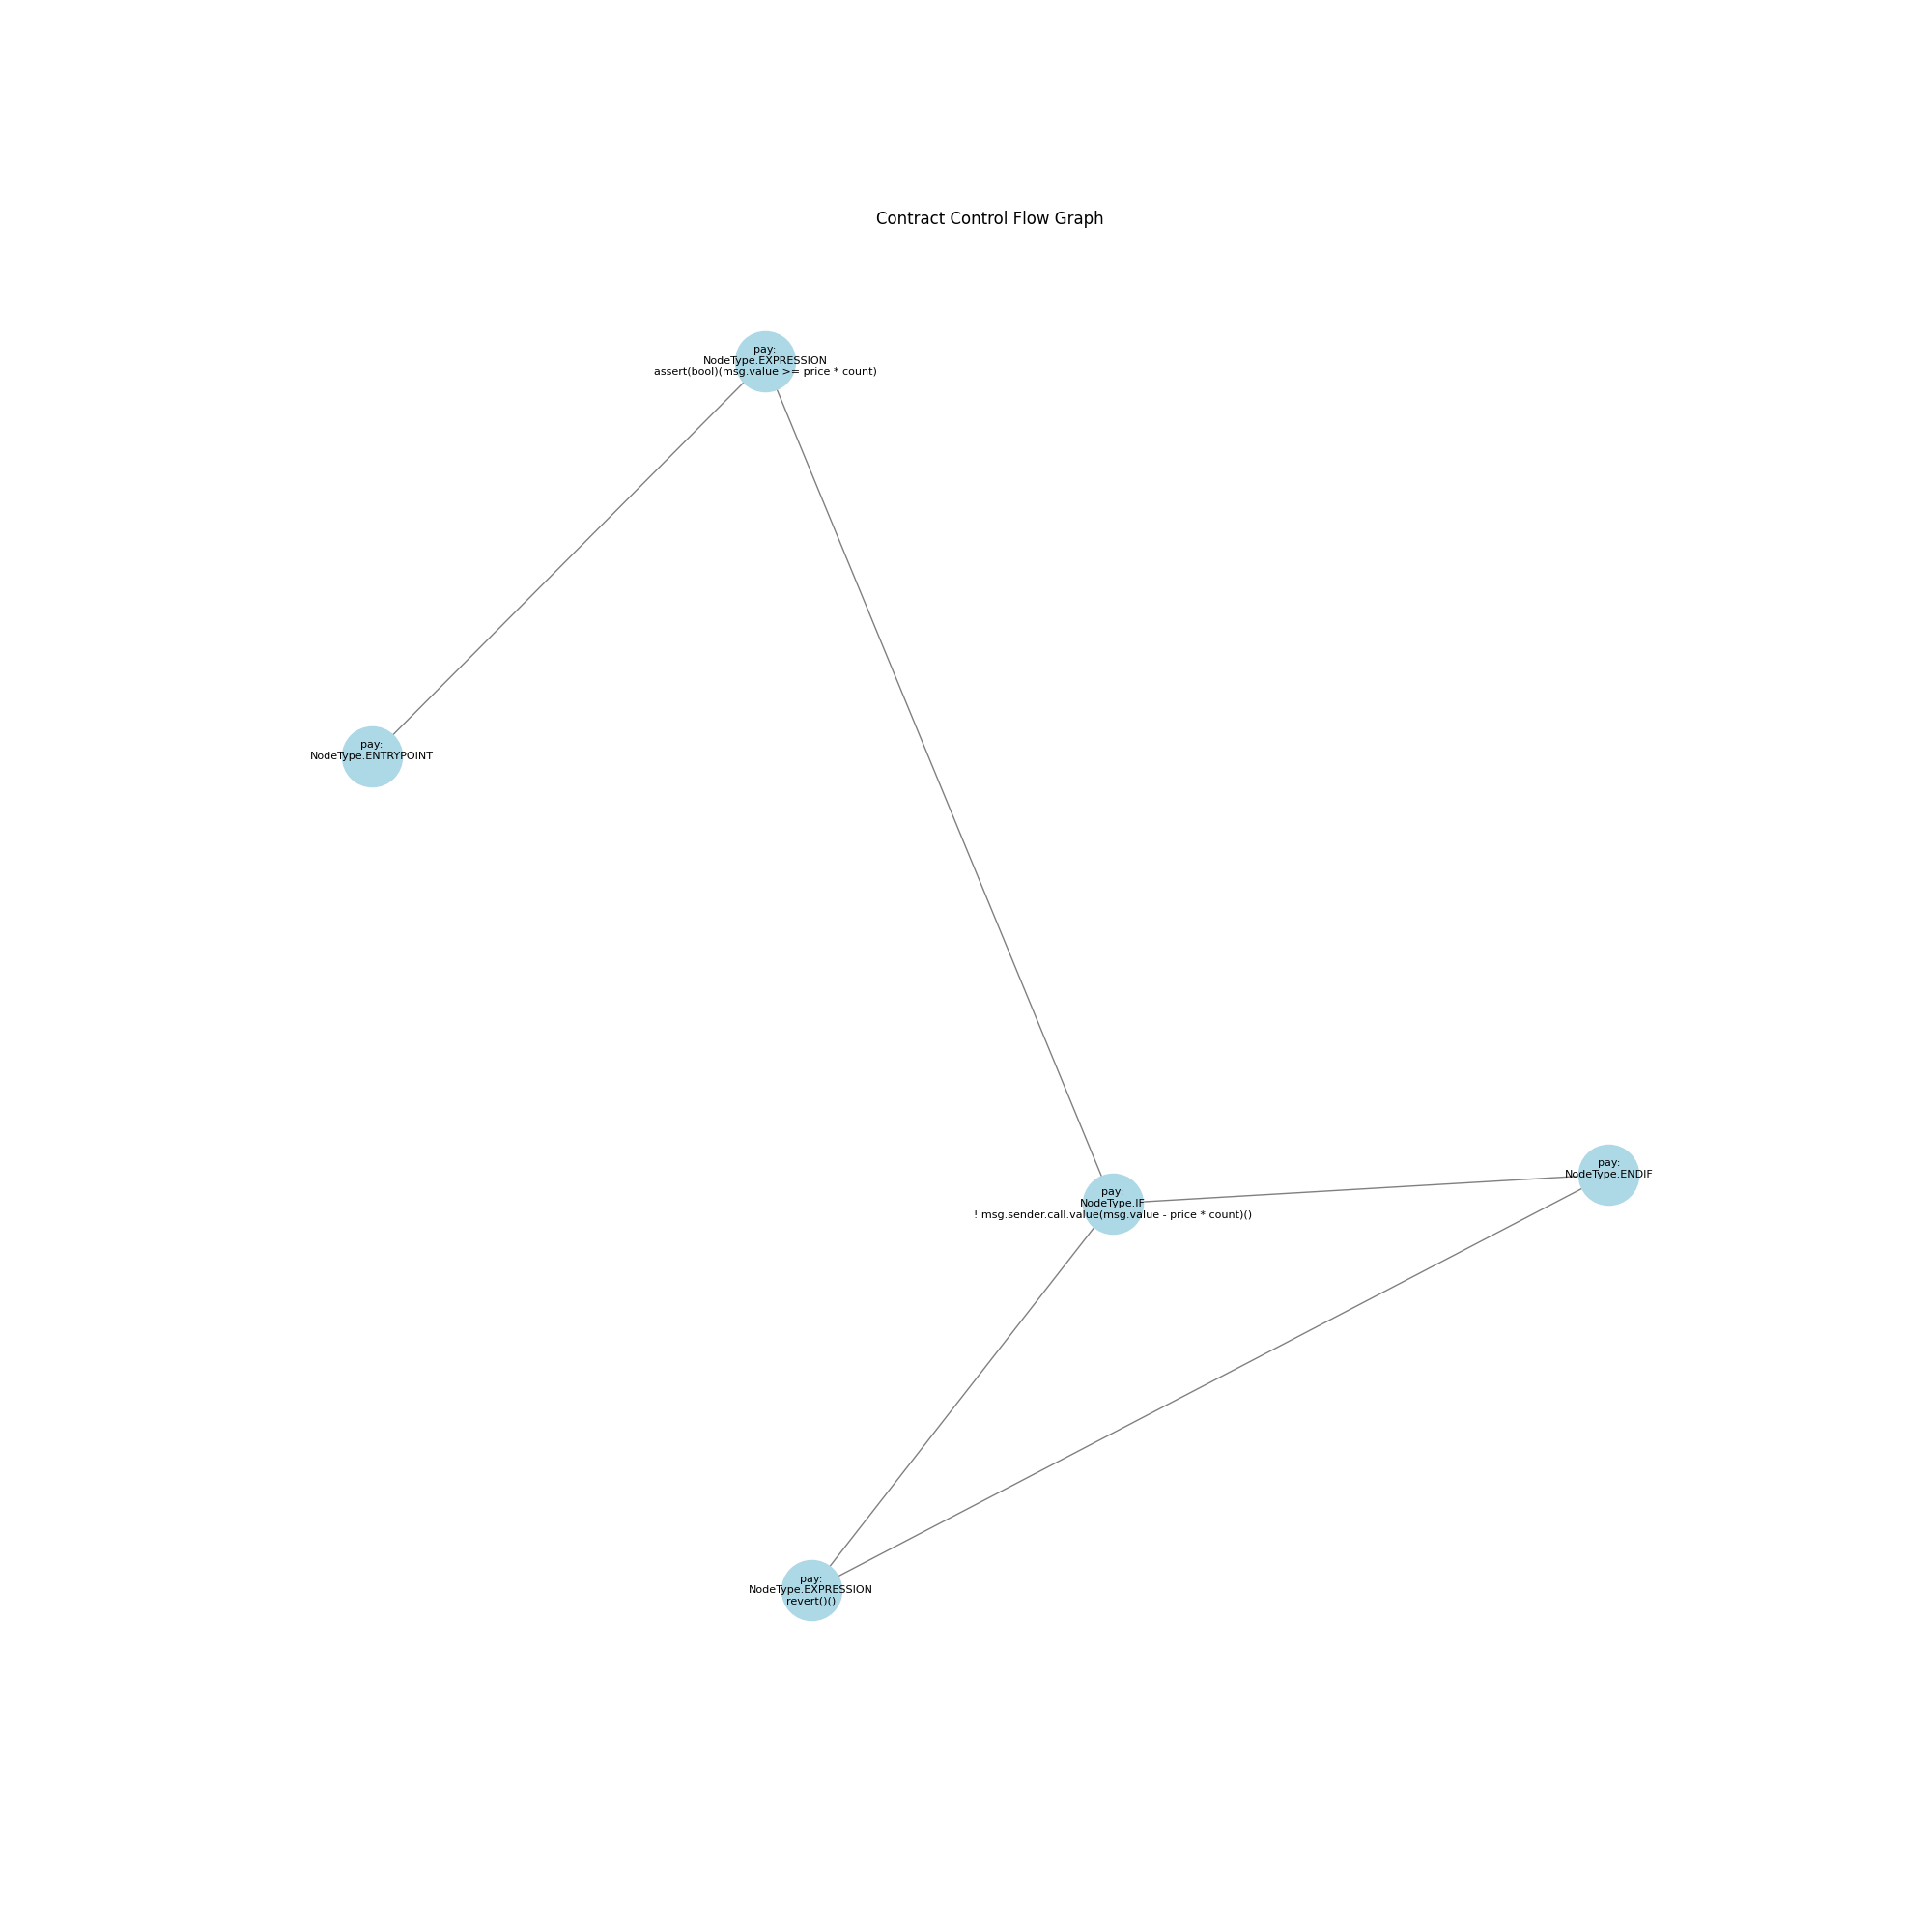 Contract Control Flow Graph
pay:
NodeType.EXPRESSION
assert(bool)(msg.value >= price * count)
pay:
NodeType.ENTRYPOINT
pay:
NodeType.ENDIF
pay:
NodeType.IF
! msg.sender.call.value(msg.value - price * count)()
pay:
NodeType.EXPRESSION
revert()()